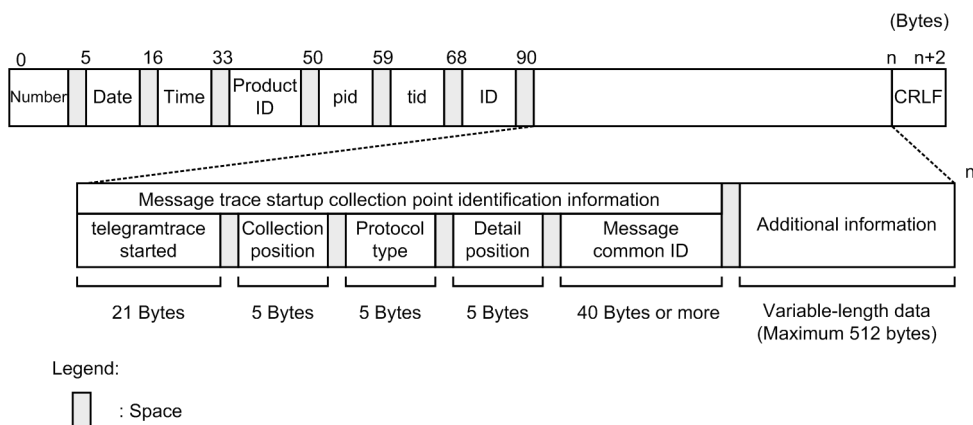 (Bytes)
0 5 16 33 50 59 68 90 n n+2
Number Date Time Product ID pid tid ID CRLF
n
Message trace startup collection point identification information
telegramtrace started
Collection position
Protocol type
Detail position
Message common ID
Additional information
21 Bytes 5 Bytes 5 Bytes 5 Bytes 40 Bytes or more Variable-length data
(Maximum 512 bytes)
Legend:
: Space